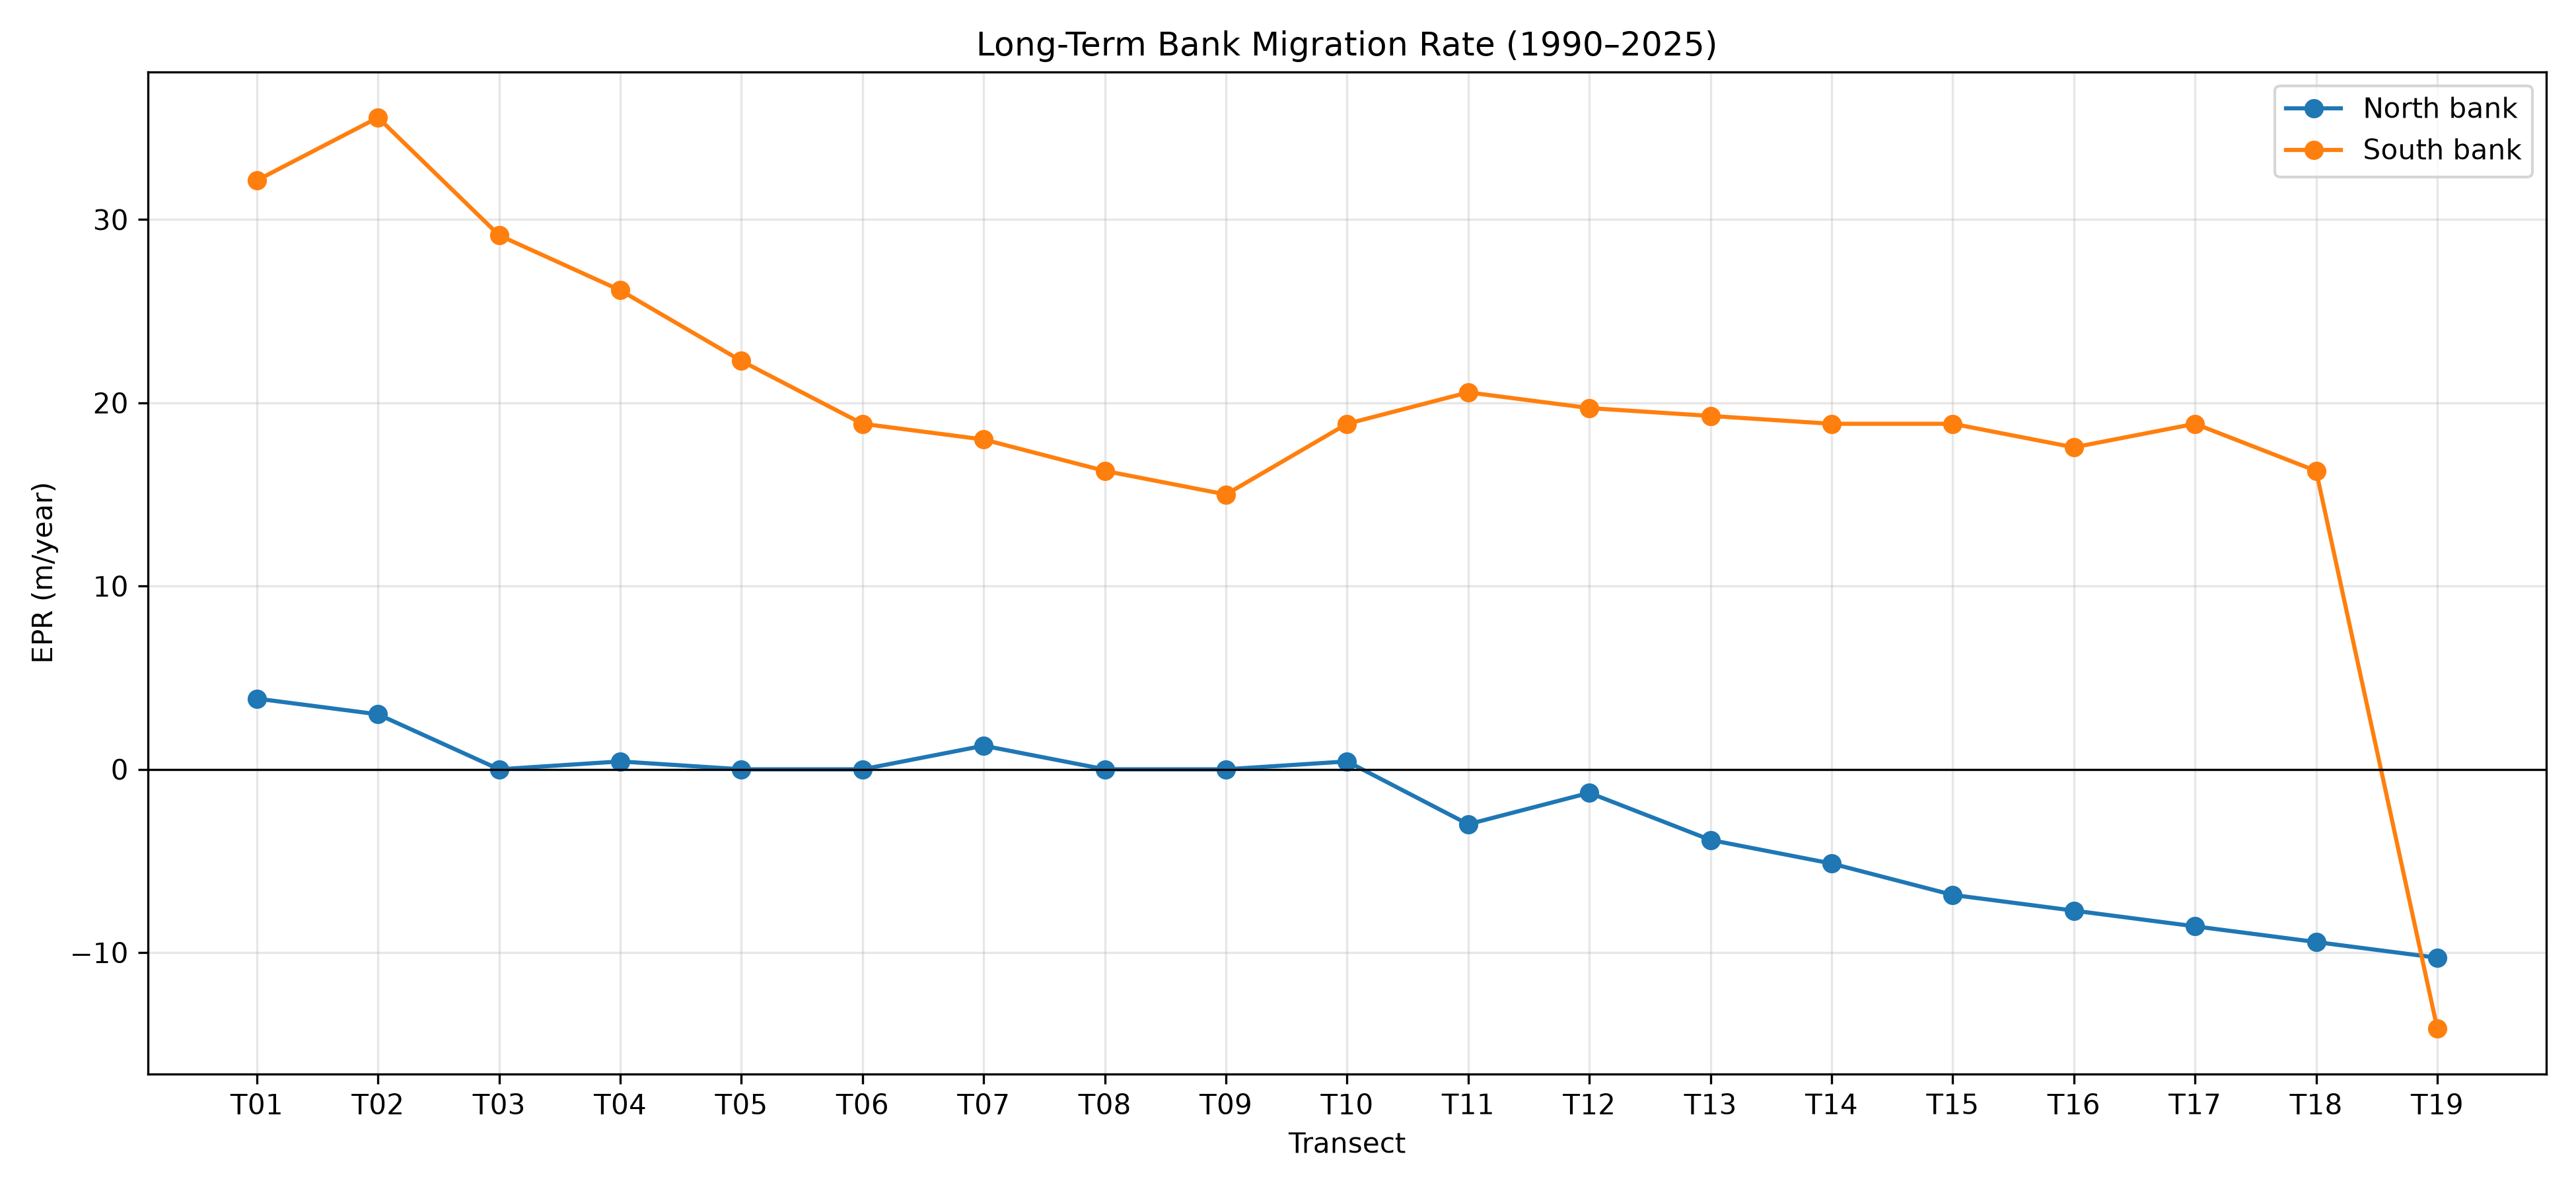 Long-Term Bank Migration Rate (1990–2025)
North bank
South bank
30
20
10
0
−10
EPR (m/year)
T01 T02 T03 T04 T05 T06 T07 T08 T09 T10 T11 T12 T13 T14 T15 T16 T17 T18 T19
Transect